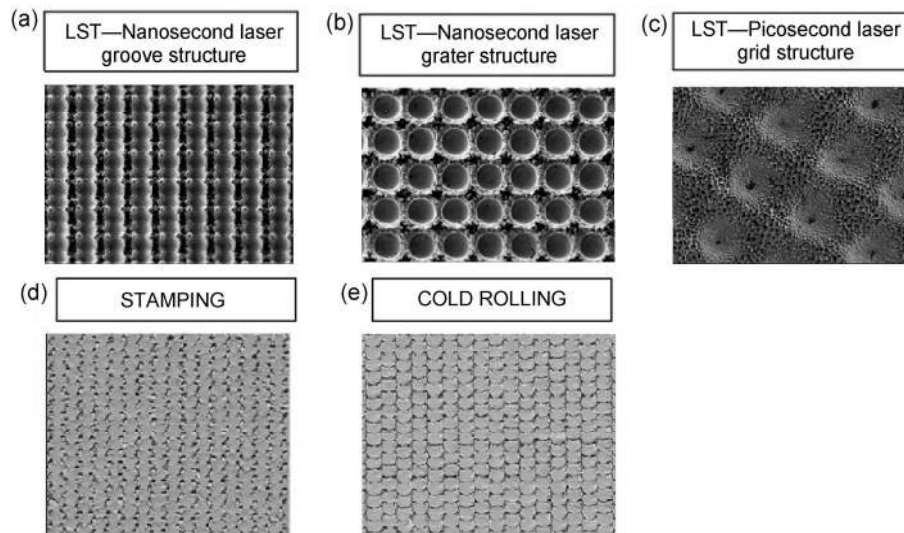 (a)
LST—Nanosecond laser
groove structure
(b)
LST—Nanosecond laser
grater structure
(c)
LST—Picosecond laser
grid structure
(d)
STAMPING
(e)
COLD ROLLING